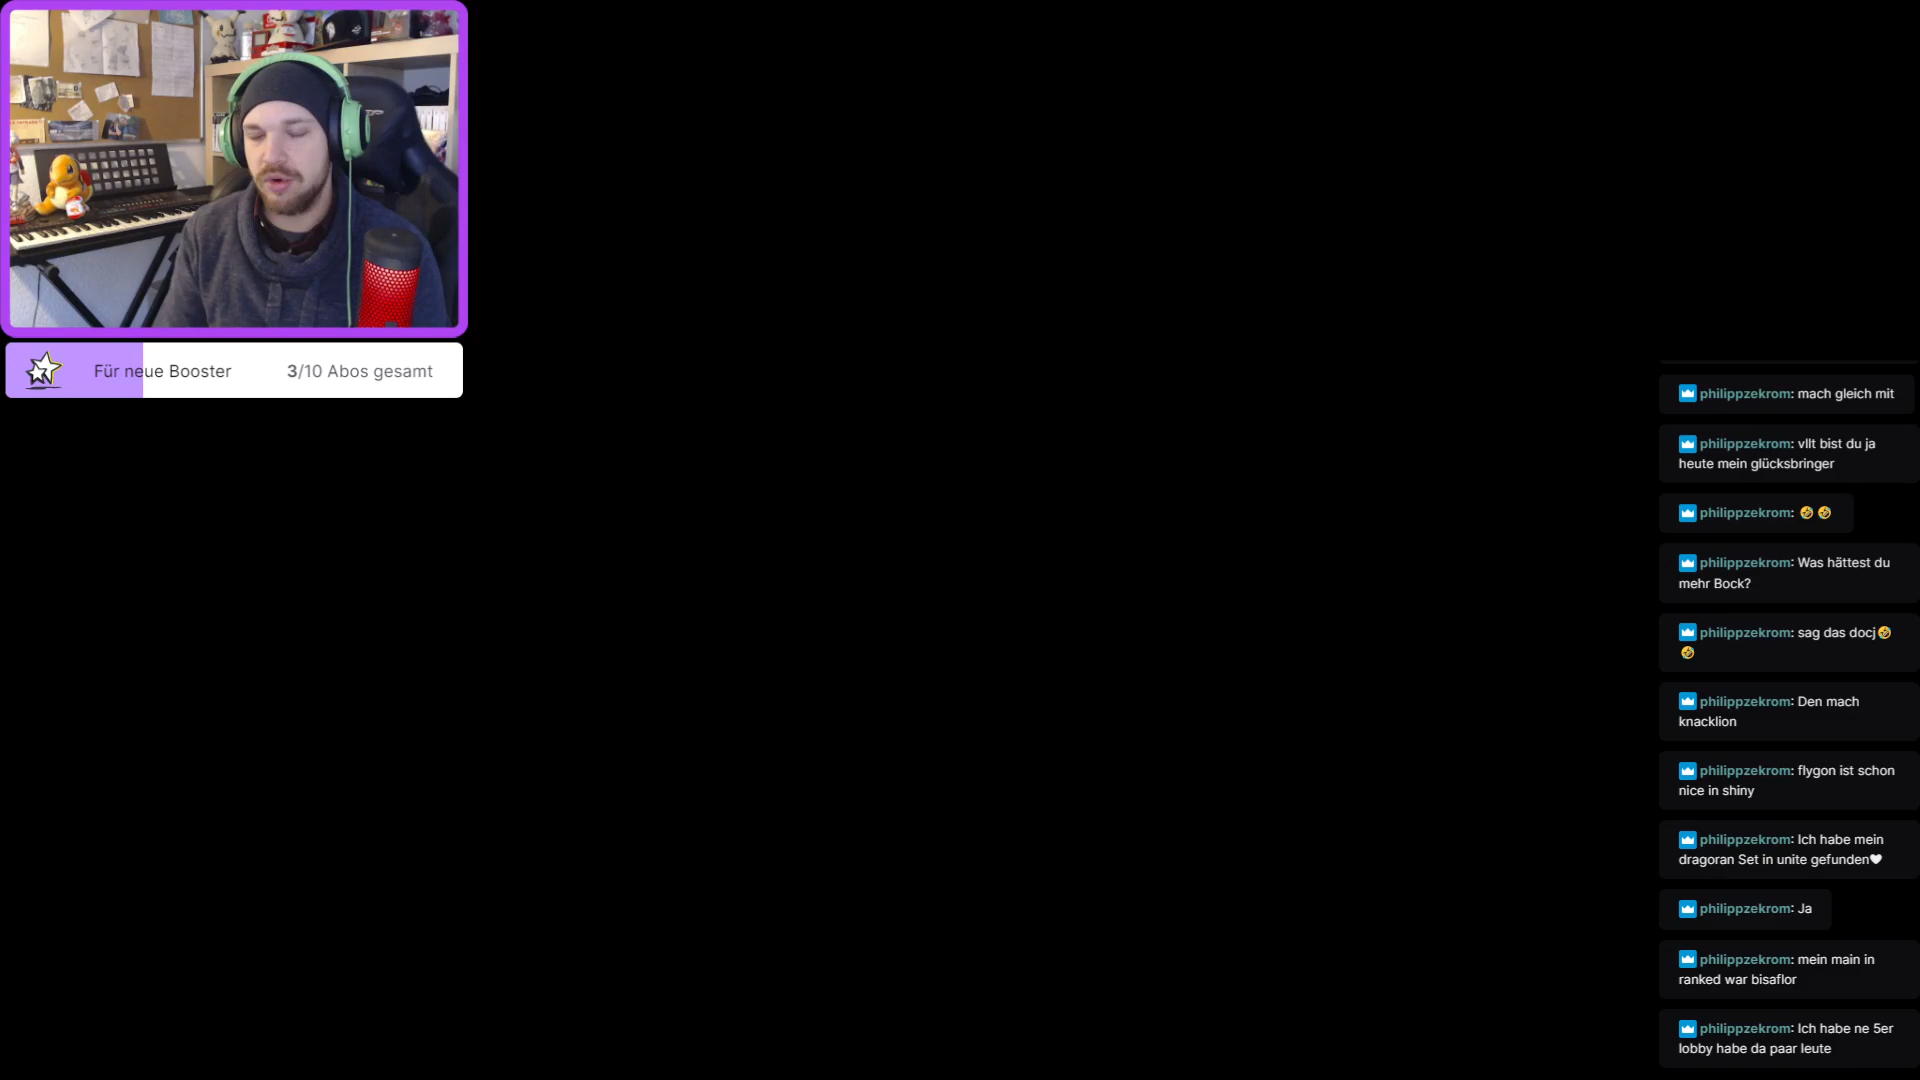 Für neue Booster 3/10 Abos gesamt
philippzekrom: mach gleich mit
philippzekrom: vllt bist du ja
heute mein glücksbringer
philippzekrom: 🤣 🤣
philippzekrom: Was hättest du
mehr Bock?
philippzekrom: sag das docj🤣
🤣
philippzekrom: Den mach
knacklion
philippzekrom: flygon ist schon
nice in shiny
philippzekrom: Ich habe mein
dragoran Set in unite gefunden♥
philippzekrom: Ja
philippzekrom: mein main in
ranked war bisaflor
philippzekrom: Ich habe ne 5er
lobby habe da paar leute